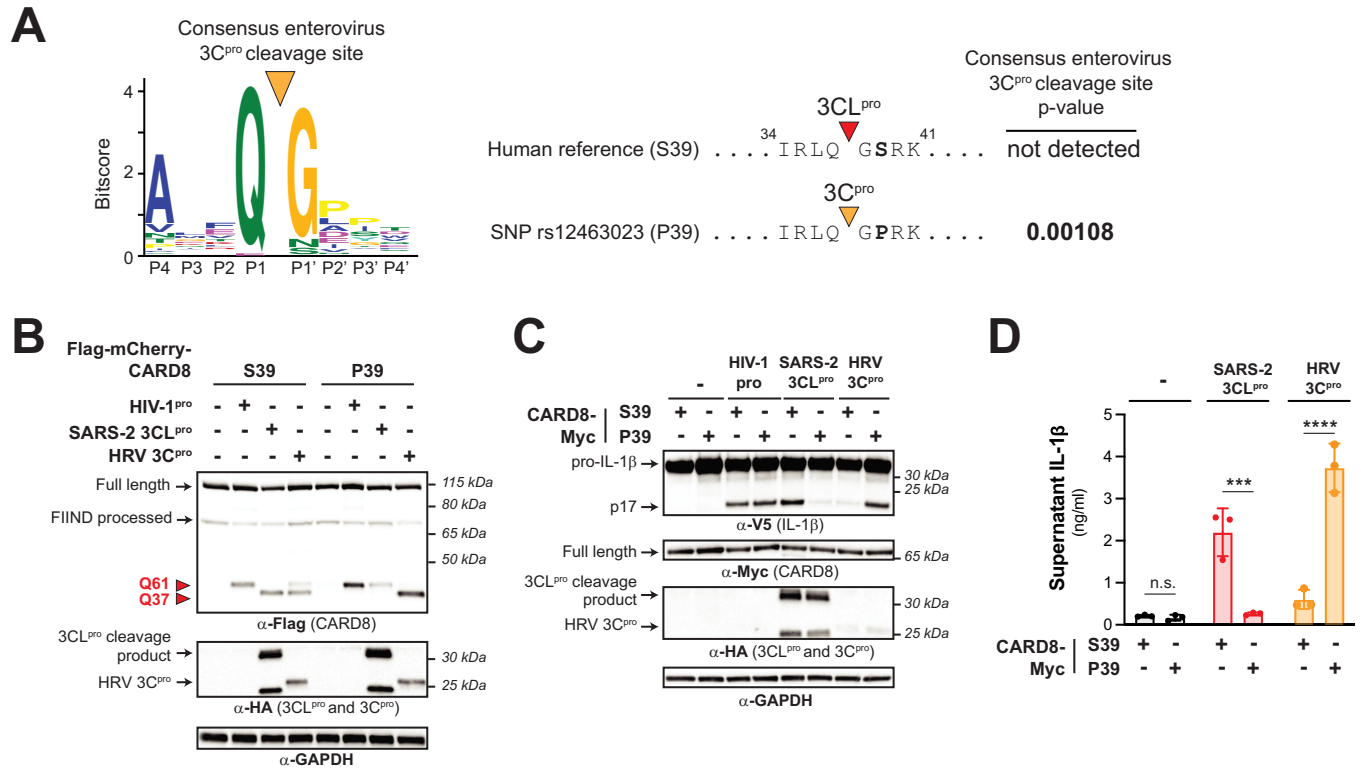 A
Consensus enterovirus
3Cpro cleavage site
Bitscore
4
2
0
A
Q
G
P
P4 P3 P2 P1 P1' P2' P3' P4'
Consensus enterovirus
3Cpro cleavage site
p-value
3CLpro
34 41
Human reference (S39) ....IRLQ GSRK.... not detected
3Cpro
SNP rs12463023 (P39) ....IRLQ GPRK.... 0.00108
B
Flag-mCherry-
CARD8 S39 P39
HIV-1pro - + - - - + - -
SARS-2 3CLpro - - + - - - + -
HRV 3Cpro - - - + - - - +
Full length
115 kDa
80 kDa
FIIND processed
65 kDa
50 kDa
Q61
Q37
α-Flag (CARD8)
3CLpro cleavage
product
30 kDa
HRV 3Cpro
25 kDa
α-HA (3CLpro and 3Cpro)
α-GAPDH
C
HIV-1 SARS-2 HRV
- pro 3CLpro 3Cpro
CARD8- S39 + - + - + - + -
Myc P39 - + - + - + - +
pro-IL-1β
30 kDa
25 kDa
p17
α-V5 (IL-1β)
Full length
65 kDa
α-Myc (CARD8)
3CLpro cleavage
product
30 kDa
HRV 3Cpro
25 kDa
α-HA (3CLpro and 3Cpro)
α-GAPDH
D
SARS-2 HRV
- 3CLpro 3Cpro
Supernatant IL-1β
(ng/ml)
5
4
3
2
1
0
n.s.
***
****
CARD8- S39 + - + - + -
Myc P39 - + - + - +